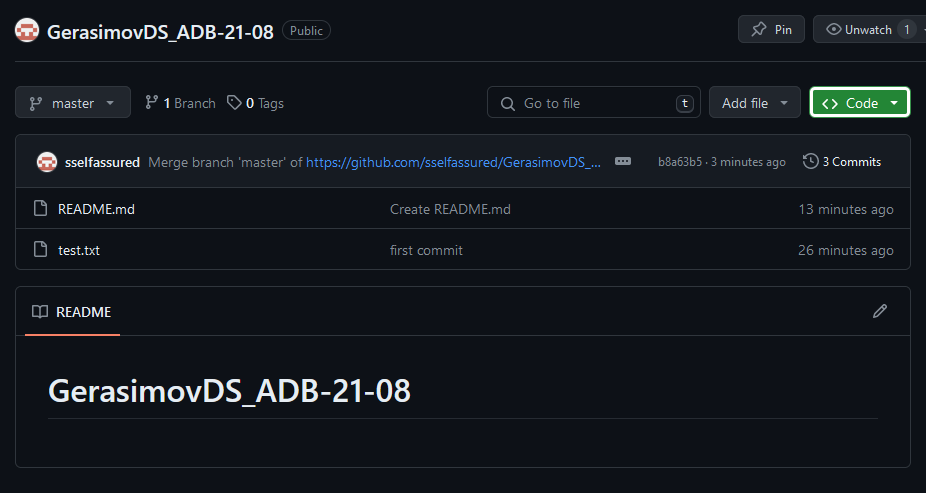 GerasimovDS_ADB-21-08 Public Pin Unwatch 1
master 1 Branch 0 Tags Go to file t Add file Code
sselfassured Merge branch 'master' of https://github.com/sselfassured/GerasimovDS_... b8a63b5 · 3 minutes ago 3 Commits
README.md Create README.md 13 minutes ago
test.txt first commit 26 minutes ago
README
GerasimovDS_ADB-21-08